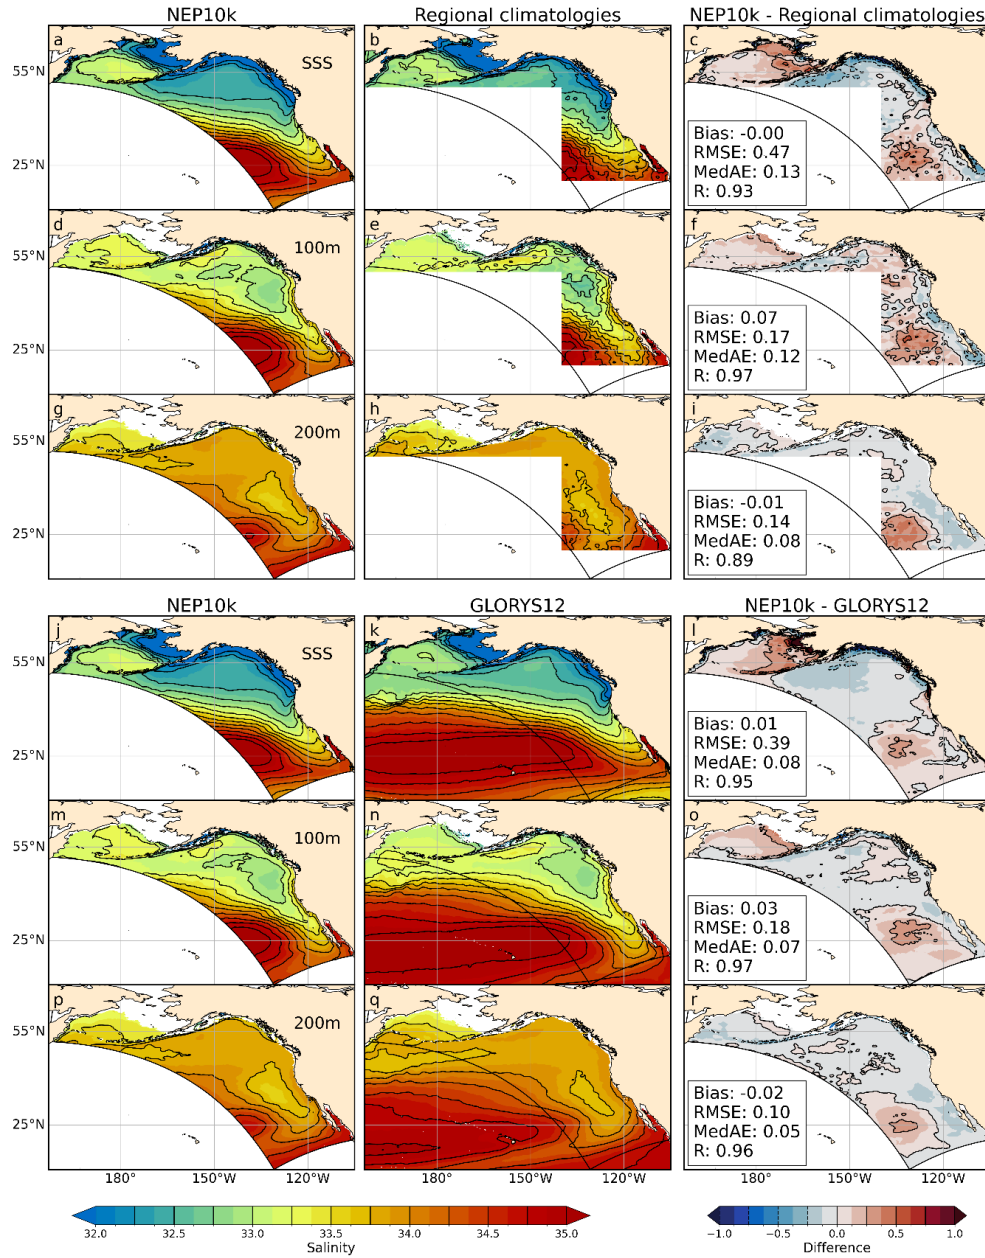 NEP10k
Regional climatologies
NEP10k - Regional climatologies
a
SSS
b
c
55°N
25°N
Bias: -0.00
RMSE: 0.47
MedAE: 0.13
R: 0.93
d
100m
e
f
55°N
25°N
Bias: 0.07
RMSE: 0.17
MedAE: 0.12
R: 0.97
g
200m
h
i
55°N
25°N
Bias: -0.01
RMSE: 0.14
MedAE: 0.08
R: 0.89
NEP10k
GLORYS12
NEP10k - GLORYS12
j
SSS
k
l
55°N
25°N
Bias: 0.01
RMSE: 0.39
MedAE: 0.08
R: 0.95
m
100m
n
o
55°N
25°N
Bias: 0.03
RMSE: 0.18
MedAE: 0.07
R: 0.97
p
200m
q
r
55°N
25°N
Bias: -0.02
RMSE: 0.10
MedAE: 0.05
R: 0.96
180° 150°W 120°W
180° 150°W 120°W
180° 150°W 120°W
32.0 32.5 33.0 33.5 34.0 34.5 35.0
Salinity
−1.0 −0.5 0.0 0.5 1.0
Difference